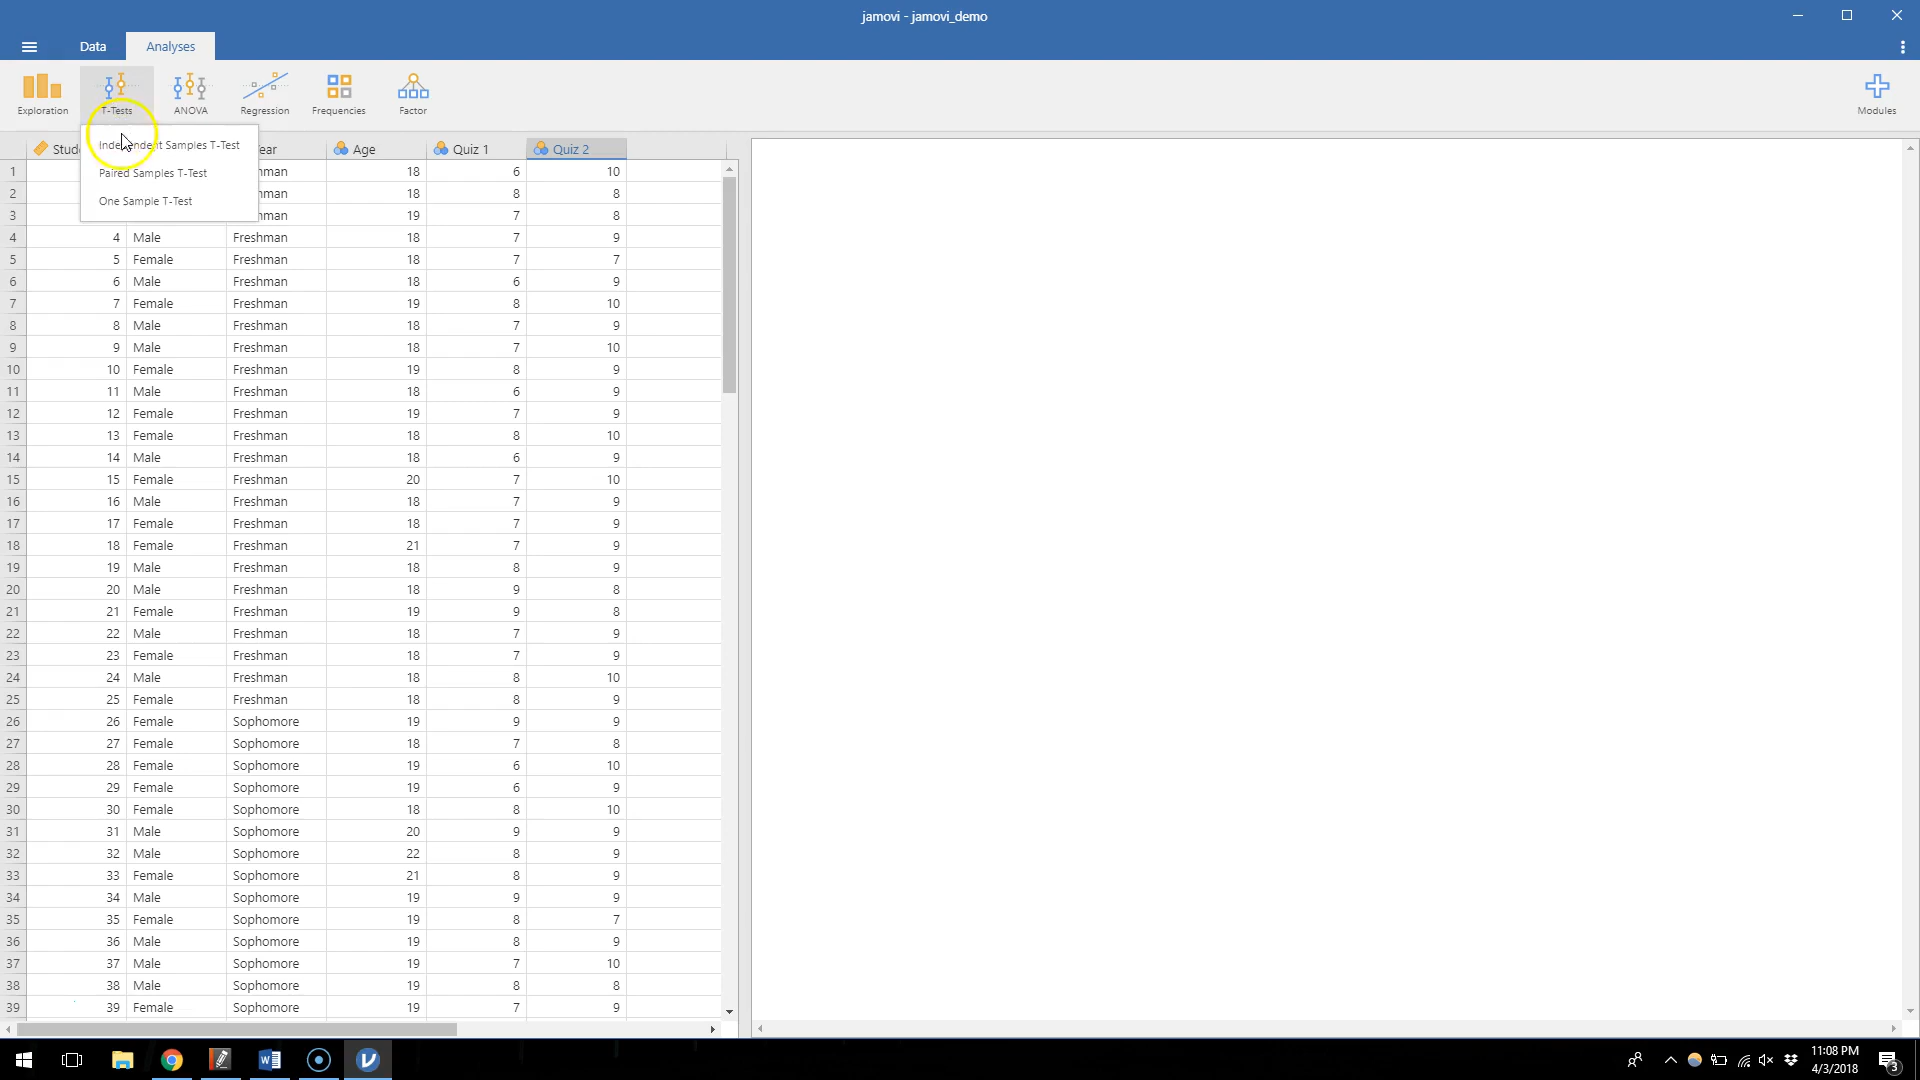 jamovi - jamovi_demo
Data Analyses
Exploration T-Tests ANOVA Regression Frequencies Factor Modules
Independent Samples T-Test
Paired Samples T-Test
One Sample T-Test
Stude ear Age Quiz 1 Quiz 2
1 hman 18 6 10
2 hman 18 8 8
3 hman 19 7 8
4 4 Male Freshman 18 7 9
5 5 Female Freshman 18 7 7
6 6 Male Freshman 18 6 9
7 7 Female Freshman 19 8 10
8 8 Male Freshman 18 7 9
9 9 Male Freshman 18 7 10
10 10 Female Freshman 19 8 9
11 11 Male Freshman 18 6 9
12 12 Female Freshman 19 7 9
13 13 Female Freshman 18 8 10
14 14 Male Freshman 18 6 9
15 15 Female Freshman 20 7 10
16 16 Male Freshman 18 7 9
17 17 Female Freshman 18 7 9
18 18 Female Freshman 21 7 9
19 19 Male Freshman 18 8 9
20 20 Male Freshman 18 9 8
21 21 Female Freshman 19 9 8
22 22 Male Freshman 18 7 9
23 23 Female Freshman 18 7 9
24 24 Male Freshman 18 8 10
25 25 Female Freshman 18 8 9
26 26 Female Sophomore 19 9 9
27 27 Female Sophomore 18 7 8
28 28 Female Sophomore 19 6 10
29 29 Female Sophomore 19 6 9
30 30 Female Sophomore 18 8 10
31 31 Male Sophomore 20 9 9
32 32 Male Sophomore 22 8 9
33 33 Female Sophomore 21 8 9
34 34 Male Sophomore 19 9 9
35 35 Female Sophomore 19 8 7
36 36 Male Sophomore 19 8 9
37 37 Male Sophomore 19 7 10
38 38 Male Sophomore 19 8 8
39 39 Female Sophomore 19 7 9
11:08 PM
4/3/2018
3